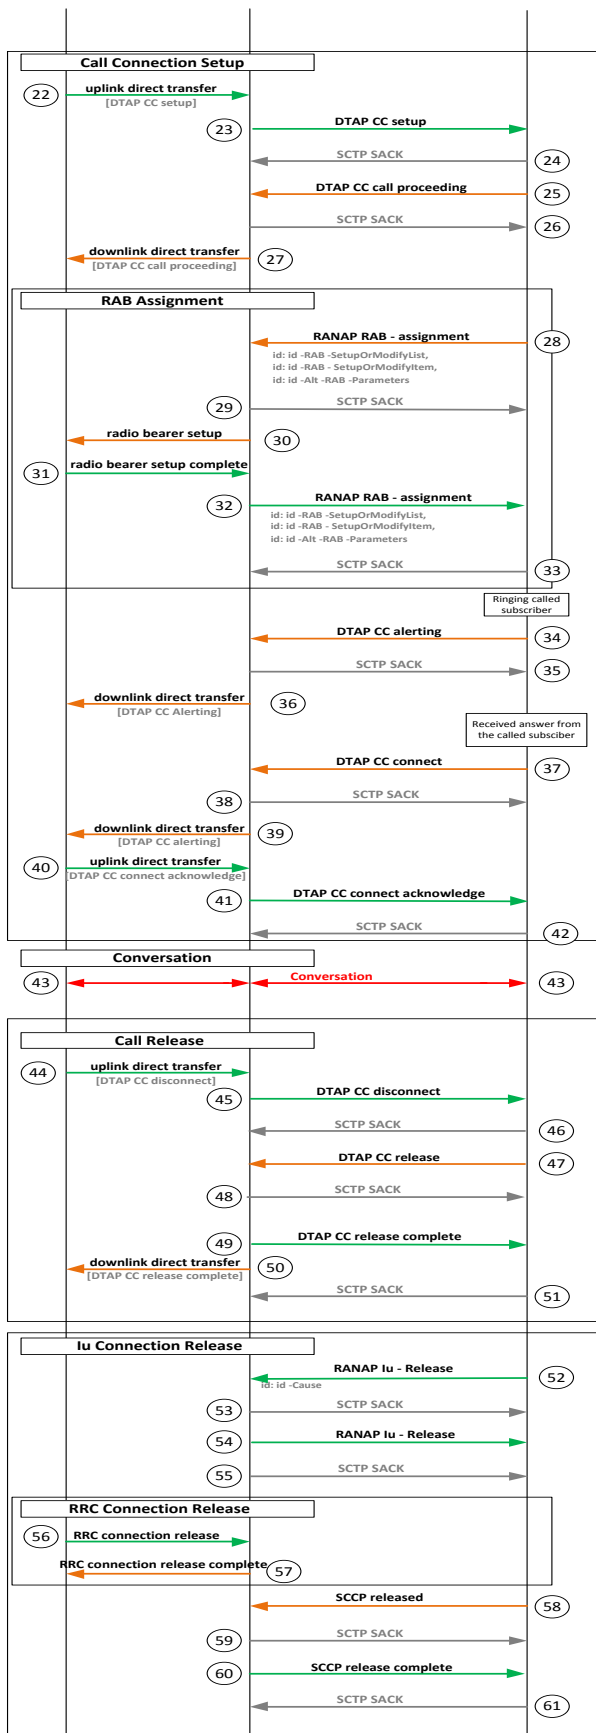 Call Connection Setup
22
uplink direct transfer
[DTAP CC setup]
23
DTAP CC setup
SCTP SACK
24
DTAP CC call proceeding
25
SCTP SACK
26
downlink direct transfer
27
[DTAP CC call proceeding]
RAB Assignment
RANAP RAB - assignment
28
id: id -RAB -SetupOrModifyList,
id: id -RAB - SetupOrModifyItem,
id: id -Alt -RAB -Parameters
29
SCTP SACK
radio bearer setup
30
31
radio bearer setup complete
32
RANAP RAB - assignment
id: id -RAB -SetupOrModifyList,
id: id -RAB - SetupOrModifyItem,
id: id -Alt -RAB -Parameters
SCTP SACK
33
Ringing called
subscriber
DTAP CC alerting
34
SCTP SACK
35
downlink direct transfer
36
[DTAP CC Alerting]
Received answer from
the called subsciber
DTAP CC connect
37
38
SCTP SACK
downlink direct transfer
39
[DTAP CC alerting]
40
uplink direct transfer
[DTAP CC connect acknowledge]
41
DTAP CC connect acknowledge
SCTP SACK
42
Conversation
43
Conversation
43
Call Release
44
uplink direct transfer
[DTAP CC disconnect]
45
DTAP CC disconnect
SCTP SACK
46
DTAP CC release
47
48
SCTP SACK
49
DTAP CC release complete
downlink direct transfer
50
[DTAP CC release complete]
SCTP SACK
51
Iu Connection Release
RANAP Iu - Release
52
id: id -Cause
53
SCTP SACK
54
RANAP Iu - Release
55
SCTP SACK
RRC Connection Release
56
RRC connection release
RRC connection release complete
57
SCCP released
58
59
SCTP SACK
60
SCCP release complete
SCTP SACK
61